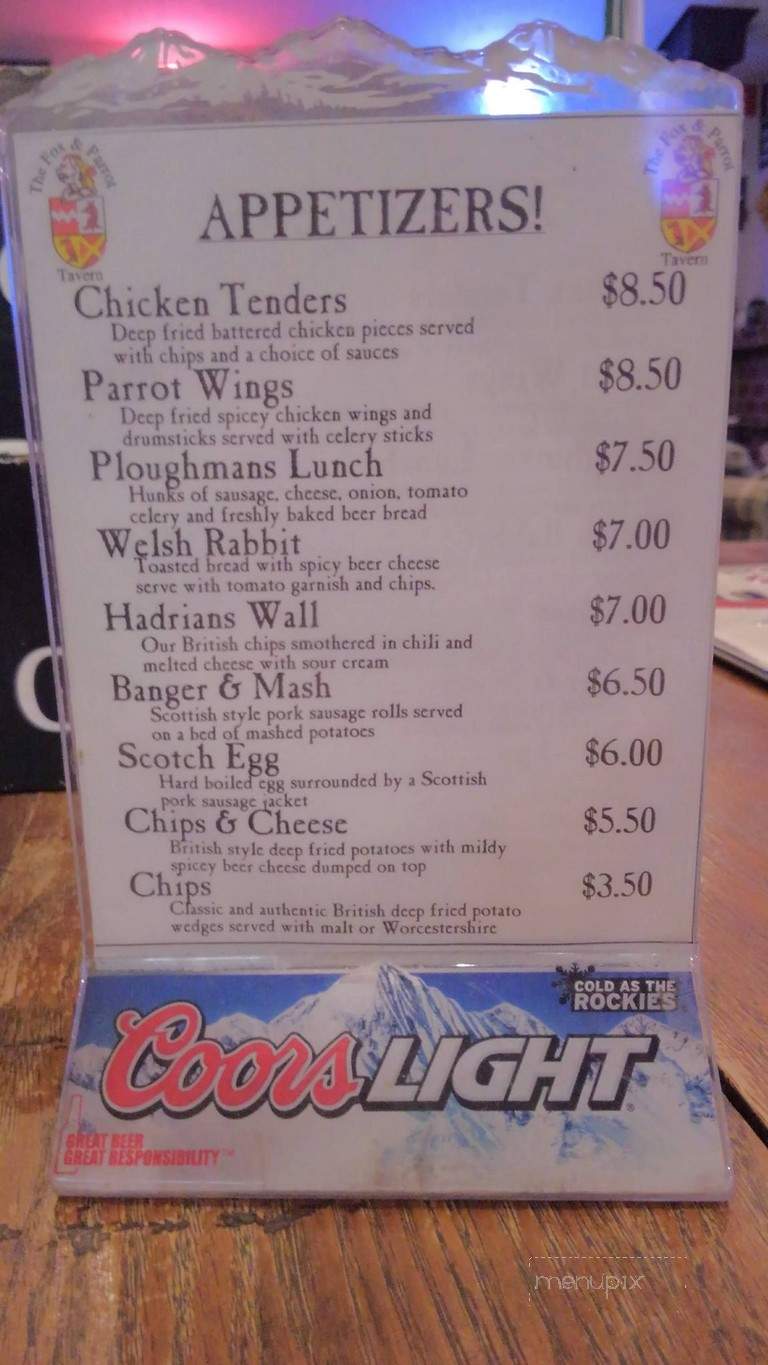 The Fox & Parrot
Tavern
The Fox & Parrot
Tavern
APPETIZERS!
Chicken Tenders $8.50
Deep fried battered chicken pieces served
with chips and a choice of sauces
Parrot Wings $8.50
Deep fried spicey chicken wings and
drumsticks served with celery sticks
Ploughmans Lunch $7.50
Hunks of sausage, cheese, onion, tomato
celery and freshly baked beer bread
Welsh Rabbit $7.00
Toasted bread with spicy beer cheese
serve with tomato garnish and chips.
Hadrians Wall $7.00
Our British chips smothered in chili and
melted cheese with sour cream
Banger & Mash $6.50
Scottish style pork sausage rolls served
on a bed of mashed potatoes
Scotch Egg $6.00
Hard boiled egg surrounded by a Scottish
pork sausage jacket
Chips & Cheese $5.50
British style deep fried potatoes with mildy
spicey beer cheese dumped on top
Chips $3.50
Classic and authentic British deep fried potato
wedges served with malt or Worcestershire
COLD AS THE
ROCKIES
Coors LIGHT
GREAT BEER
GREAT RESPONSIBILITY™
menupix